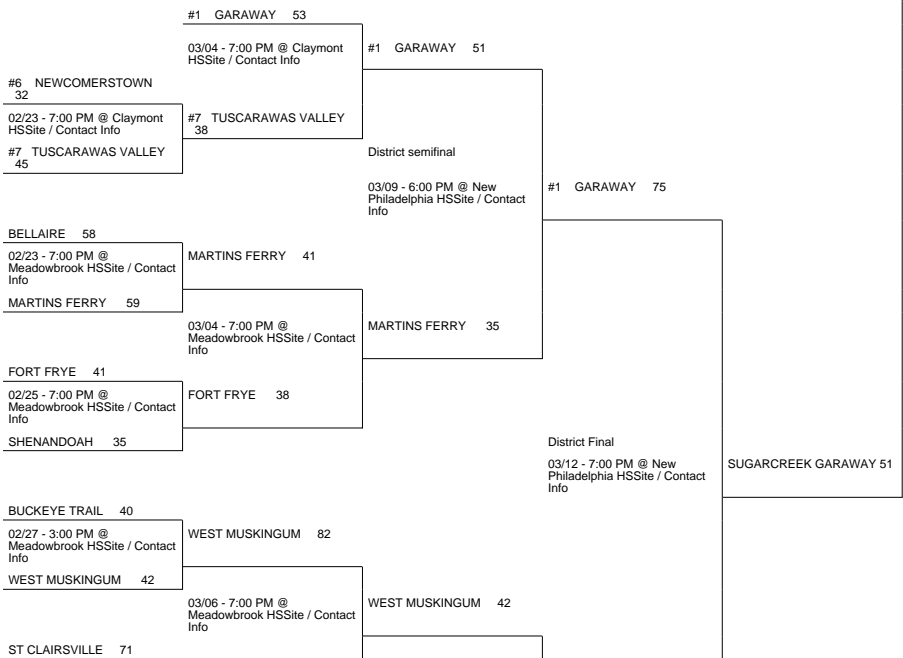 #1 GARAWAY 53
03/04 - 7:00 PM @ Claymont
HSSite / Contact Info
#1 GARAWAY 51
#6 NEWCOMERSTOWN
32
02/23 - 7:00 PM @ Claymont
HSSite / Contact Info
#7 TUSCARAWAS VALLEY
38
#7 TUSCARAWAS VALLEY
45
District semifinal
03/09 - 6:00 PM @ New
Philadelphia HSSite / Contact
Info
#1 GARAWAY 75
BELLAIRE 58
02/23 - 7:00 PM @
Meadowbrook HSSite / Contact
Info
MARTINS FERRY 41
MARTINS FERRY 59
03/04 - 7:00 PM @
Meadowbrook HSSite / Contact
Info
MARTINS FERRY 35
FORT FRYE 41
02/25 - 7:00 PM @
Meadowbrook HSSite / Contact
Info
FORT FRYE 38
SHENANDOAH 35
District Final
03/12 - 7:00 PM @ New
Philadelphia HSSite / Contact
Info
SUGARCREEK GARAWAY 51
BUCKEYE TRAIL 40
02/27 - 3:00 PM @
Meadowbrook HSSite / Contact
Info
WEST MUSKINGUM 82
WEST MUSKINGUM 42
03/06 - 7:00 PM @
Meadowbrook HSSite / Contact
Info
WEST MUSKINGUM 42
ST CLAIRSVILLE 71